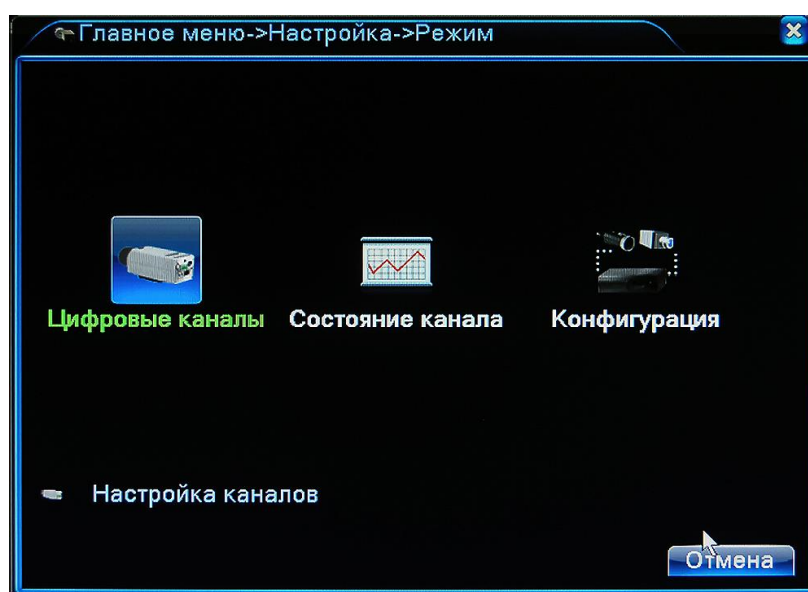 Главное меню->Настройка->Режим
Цифровые каналы Состояние канала Конфигурация
Настройка каналов
Отмена